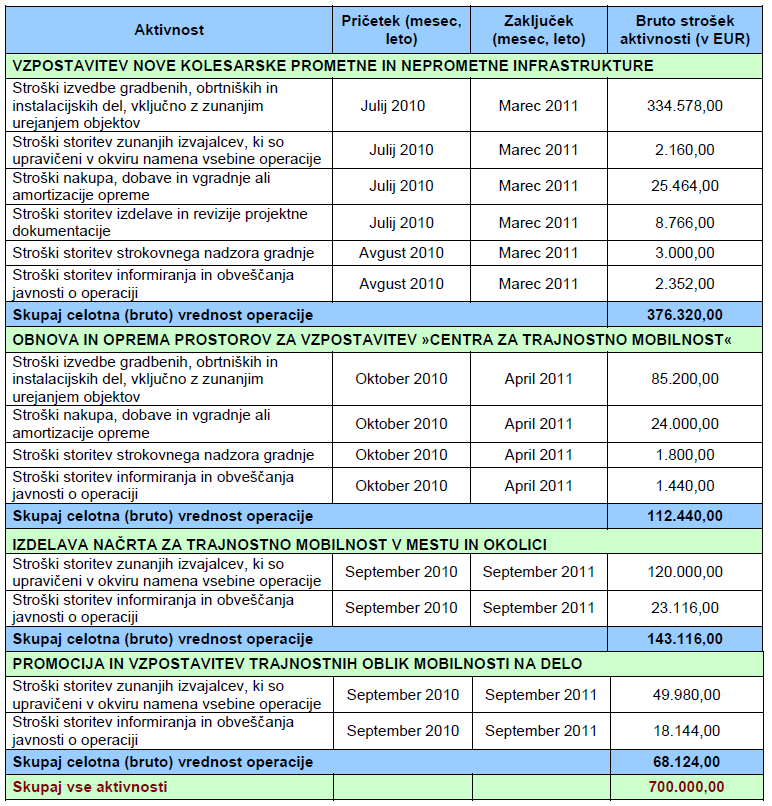 Aktivnost Pričetek (mesec, leto) Zaključek (mesec, leto) Bruto strošek aktivnosti (v EUR)
VZPOSTAVITEV NOVE KOLESARSKE PROMETNE IN NEPROMETNE INFRASTRUKTURE
Stroški izvedbe gradbenih, obrtniških in
instalacijskih del, vključno z zunanjim
urejanjem objektov
Julij 2010 Marec 2011 334.578,00
Stroški storitev zunanjih izvajalcev, ki so
upravičeni v okviru namena vsebine operacije
Julij 2010 Marec 2011 2.160,00
Stroški nakupa, dobave in vgradnje ali
amortizacije opreme
Julij 2010 Marec 2011 25.464,00
Stroški storitev izdelave in revizije projektne
dokumentacije
Julij 2010 Marec 2011 8.766,00
Stroški storitev strokovnega nadzora gradnje Avgust 2010 Marec 2011 3.000,00
Stroški storitev informiranja in obveščanja
javnosti o operaciji
Avgust 2010 Marec 2011 2.352,00
Skupaj celotna (bruto) vrednost operacije 376.320,00
OBNOVA IN OPREMA PROSTOROV ZA VZPOSTAVITEV »CENTRA ZA TRAJNOSTNO MOBILNOST«
Stroški izvedbe gradbenih, obrtniških in
instalacijskih del, vključno z zunanjim
urejanjem objektov
Oktober 2010 April 2011 85.200,00
Stroški nakupa, dobave in vgradnje ali
amortizacije opreme
Oktober 2010 April 2011 24.000,00
Stroški storitev strokovnega nadzora gradnje Oktober 2010 April 2011 1.800,00
Stroški storitev informiranja in obveščanja
javnosti o operaciji
Oktober 2010 April 2011 1.440,00
Skupaj celotna (bruto) vrednost operacije 112.440,00
IZDELAVA NAČRTA ZA TRAJNOSTNO MOBILNOST V MESTU IN OKOLICI
Stroški storitev zunanjih izvajalcev, ki so
upravičeni v okviru namena vsebine operacije
September 2010 September 2011 120.000,00
Stroški storitev informiranja in obveščanja
javnosti o operaciji
September 2010 September 2011 23.116,00
Skupaj celotna (bruto) vrednost operacije 143.116,00
PROMOCIJA IN VZPOSTAVITEV TRAJNOSTNIH OBLIK MOBILNOSTI NA DELO
Stroški storitev zunanjih izvajalcev, ki so
upravičeni v okviru namena vsebine operacije
September 2010 September 2011 49.980,00
Stroški storitev informiranja in obveščanja
javnosti o operaciji
September 2010 September 2011 18.144,00
Skupaj celotna (bruto) vrednost operacije 68.124,00
Skupaj vse aktivnosti 700.000,00